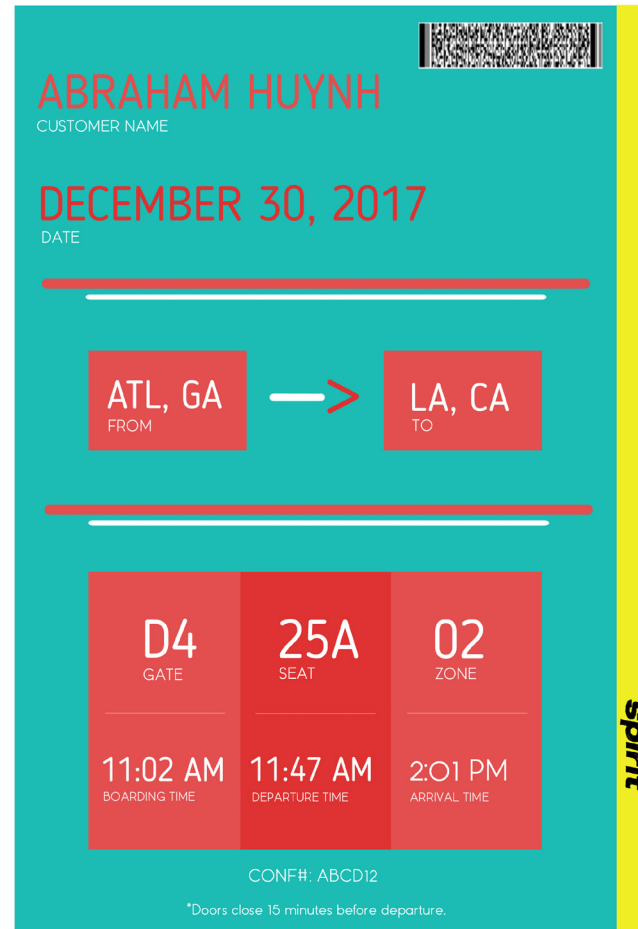 ABRAHAM HUYNH
CUSTOMER NAME
DECEMBER 30, 2017
DATE
ATL, GA
FROM
—>
LA, CA
TO
D4
GATE
25A
SEAT
02
ZONE
11:02 AM
BOARDING TIME
11:47 AM
DEPARTURE TIME
2:01 PM
ARRIVAL TIME
CONF#: ABCD12
*Doors close 15 minutes before departure.
spirit